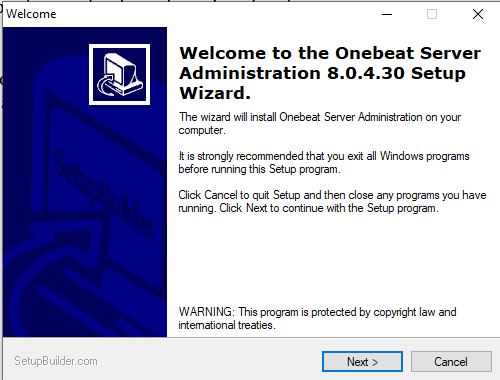 Welcome
Welcome to the Onebeat Server
Administration 8.0.4.30 Setup
Wizard.
The wizard will install Onebeat Server Administration on your
computer.
It is strongly recommended that you exit all Windows programs
before running this Setup program.
Click Cancel to quit Setup and then close any programs you have
running. Click Next to continue with the Setup program.
SetupBuilder
WARNING: This program is protected by copyright law and
international treaties.
SetupBuilder.com
Next >
Cancel